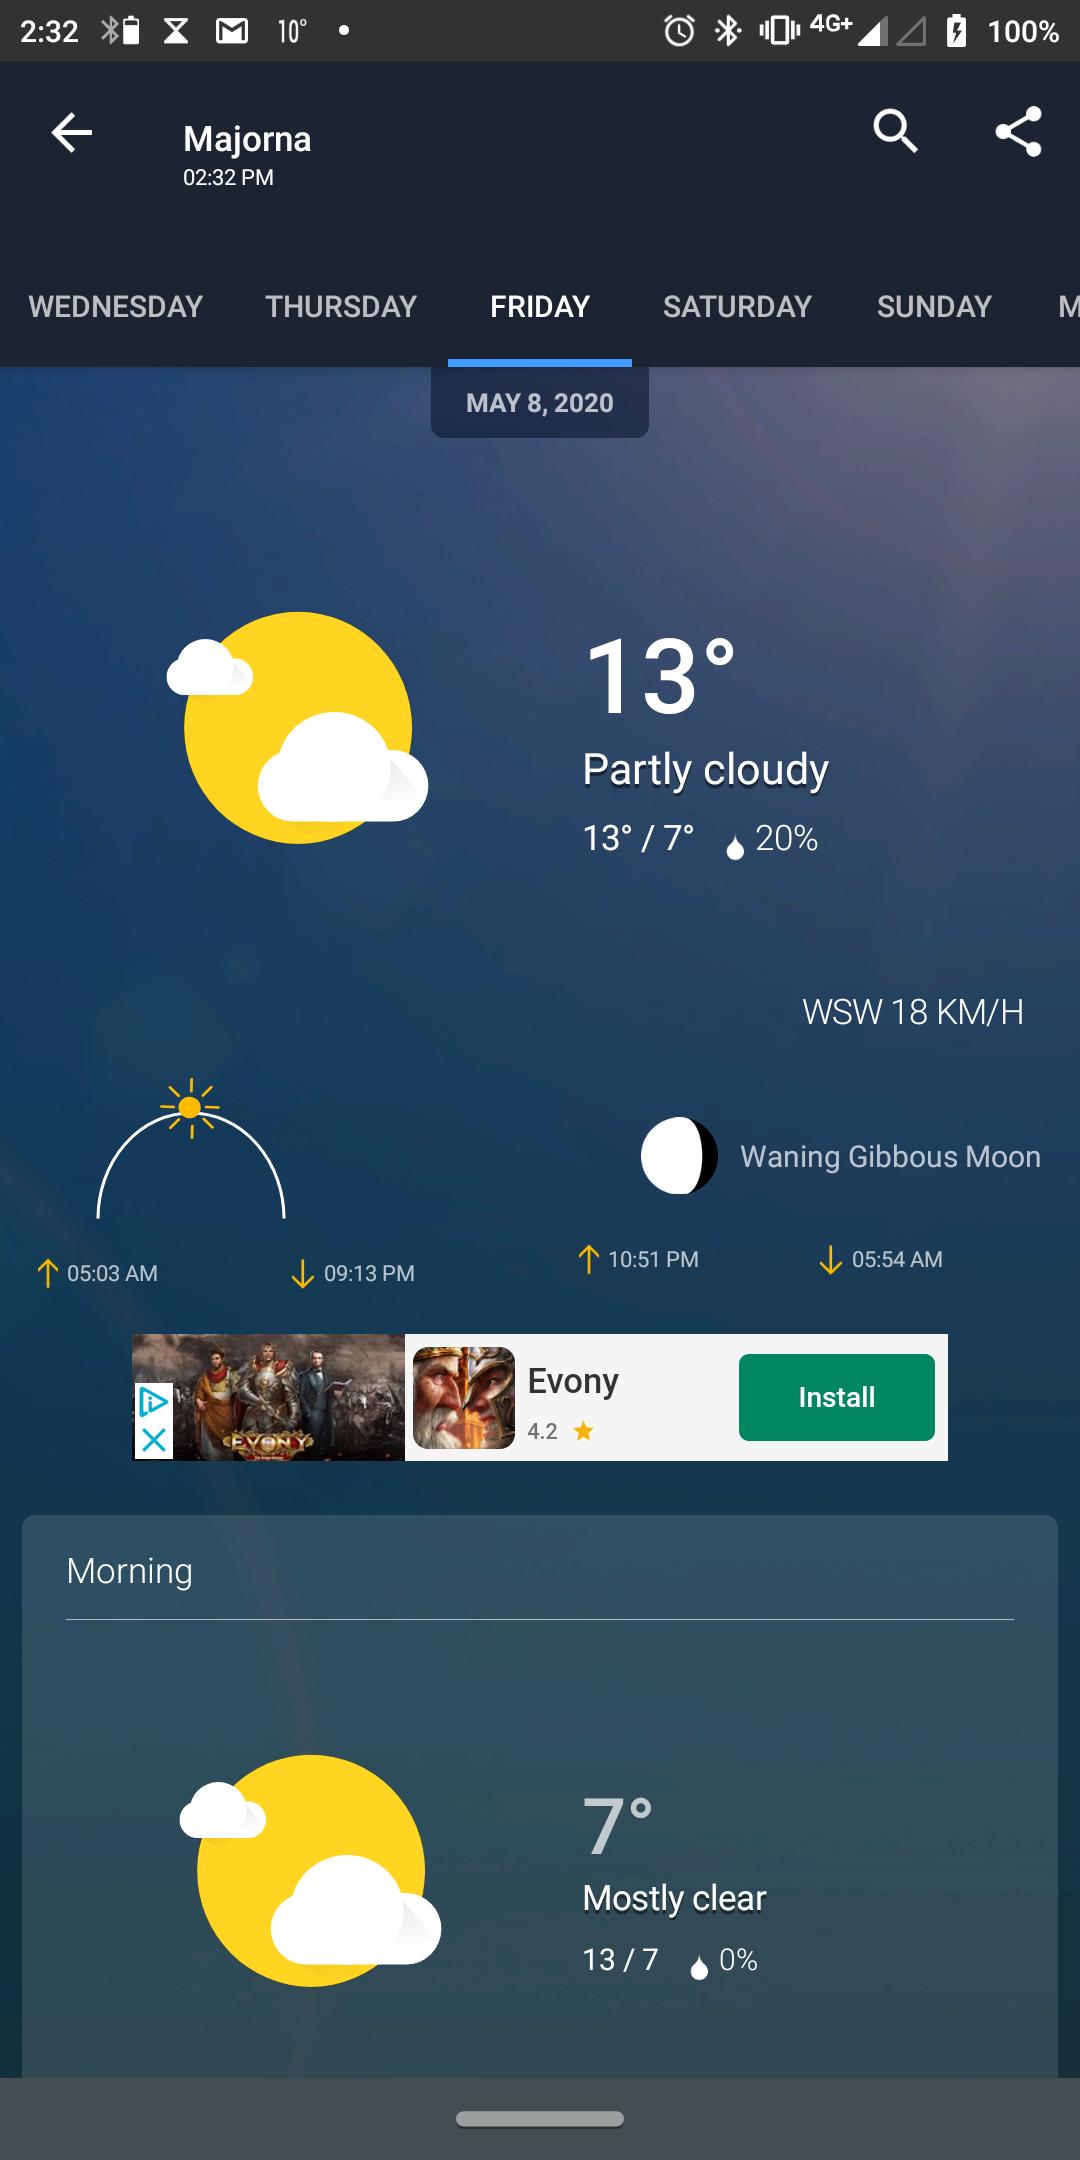 2:32 10° 4G+ 100%
Majorna
02:32 PM
WEDNESDAY THURSDAY FRIDAY SATURDAY SUNDAY M
MAY 8, 2020
13°
Partly cloudy
13° / 7° 20%
WSW 18 KM/H
Waning Gibbous Moon
05:03 AM 09:13 PM 10:51 PM 05:54 AM
EVONY
Evony
4.2
Install
Morning
7°
Mostly clear
13 / 7 0%